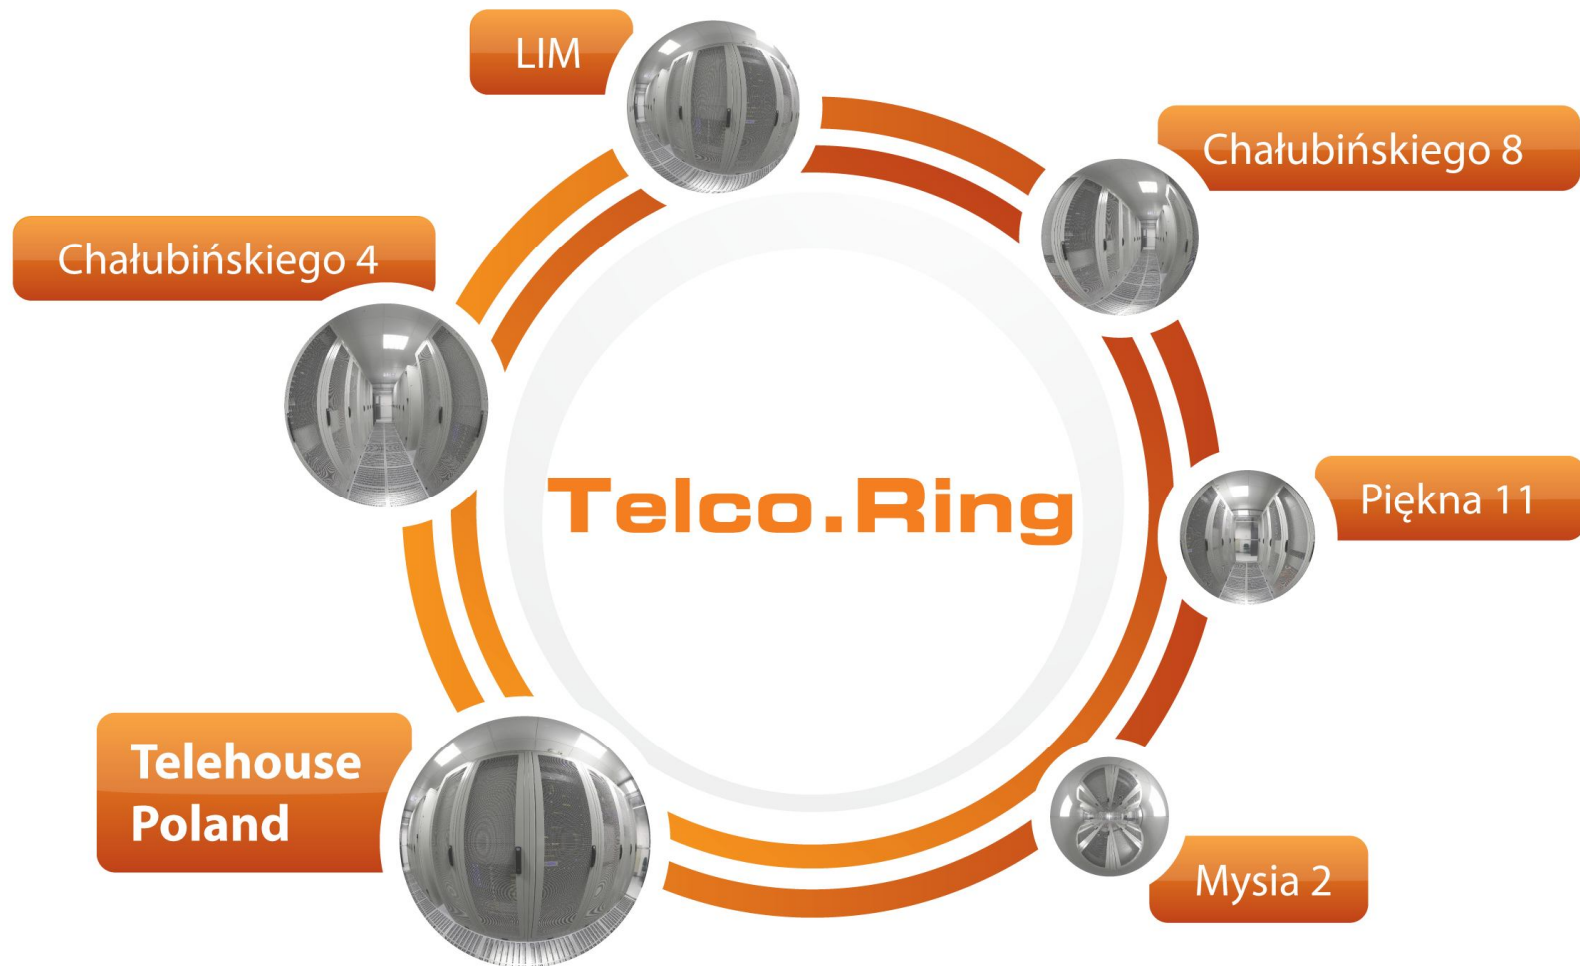 LIM
Chałubińskiego 8
Chałubińskiego 4
Telco.Ring
Piękna 11
Telehouse
Poland
Mysia 2